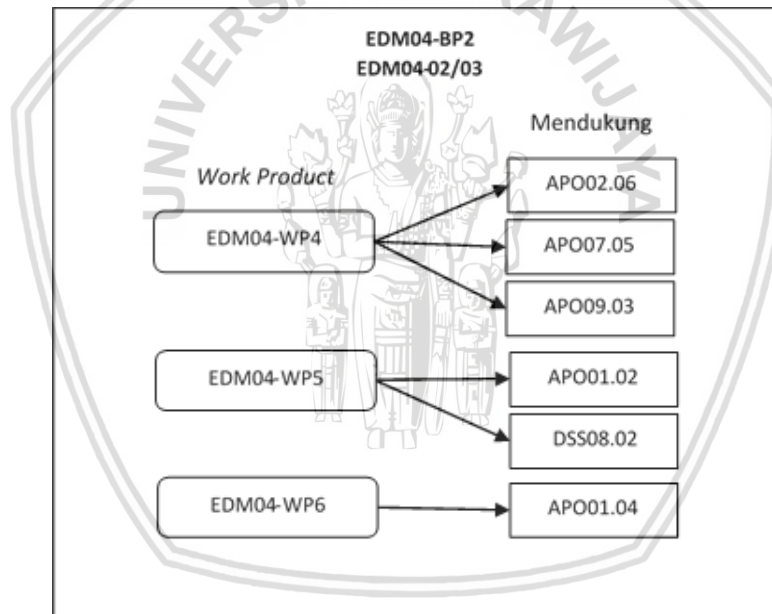 EDM04-BP2
EDM04-02/03
Mendukung
Work Product
APO02.06
EDM04-WP4
APO07.05
APO09.03
EDM04-WP5
APO01.02
DSS08.02
EDM04-WP6
APO01.04